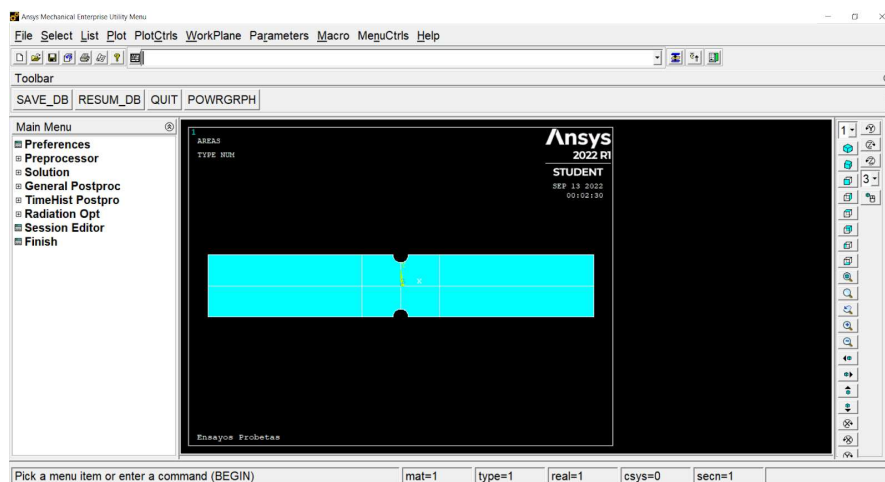 Ansys Mechanical Enterprise Utility Menu
File Select List Plot PlotCtrls WorkPlane Parameters Macro MenuCtrls Help
Toolbar
SAVE_DB RESUM_DB QUIT POWRGRPH
Main Menu
Preferences
Preprocessor
Solution
General Postproc
TimeHist Postpro
Radiation Opt
Session Editor
Finish
1
AREAS
TYPE NUM
Ansys
2022 R1
STUDENT
SEP 13 2022
00:02:30
X
Ensayos Probetas
1
3
Pick a menu item or enter a command (BEGIN) mat=1 type=1 real=1 csys=0 secn=1